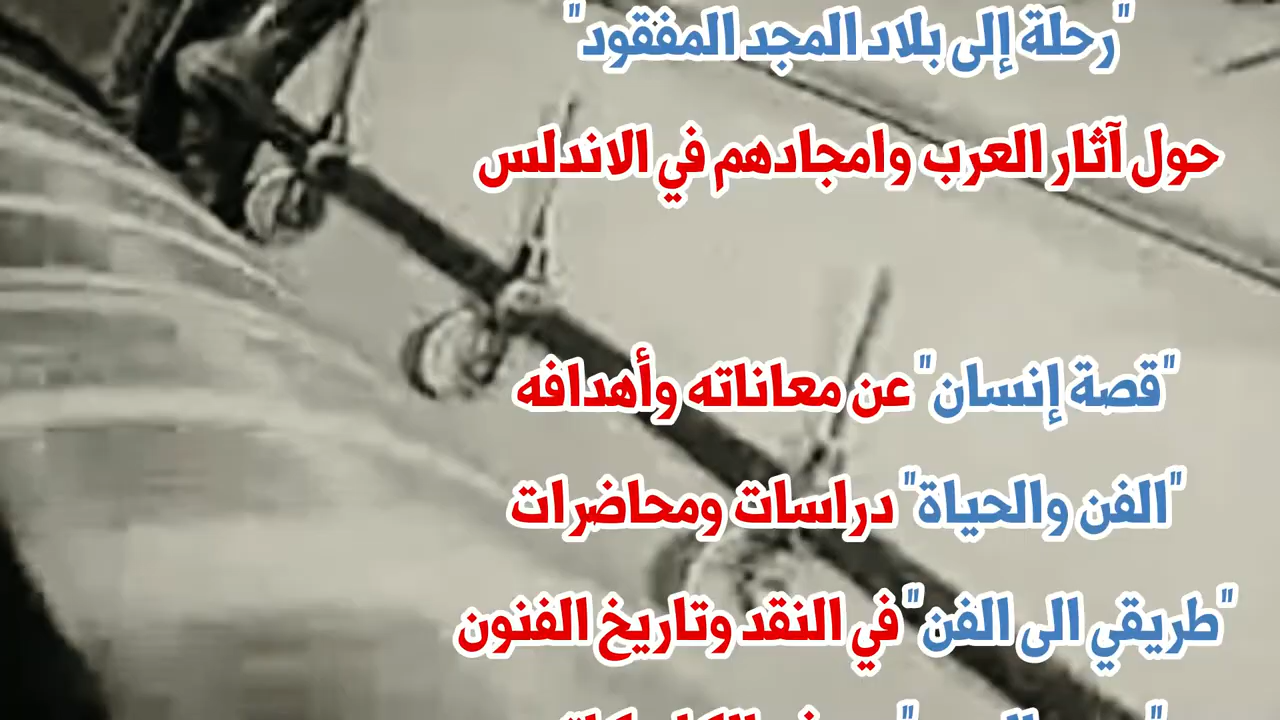 "رحلة إلى بلاد المجد المفقود"
حول آثار العرب وامجادهم في الاندلس
"قصة إنسان" عن معاناته وأهدافه
"الفن والحياة" دراسات ومحاضرات
"طريقي الى الفن" في النقد وتاريخ الفنون